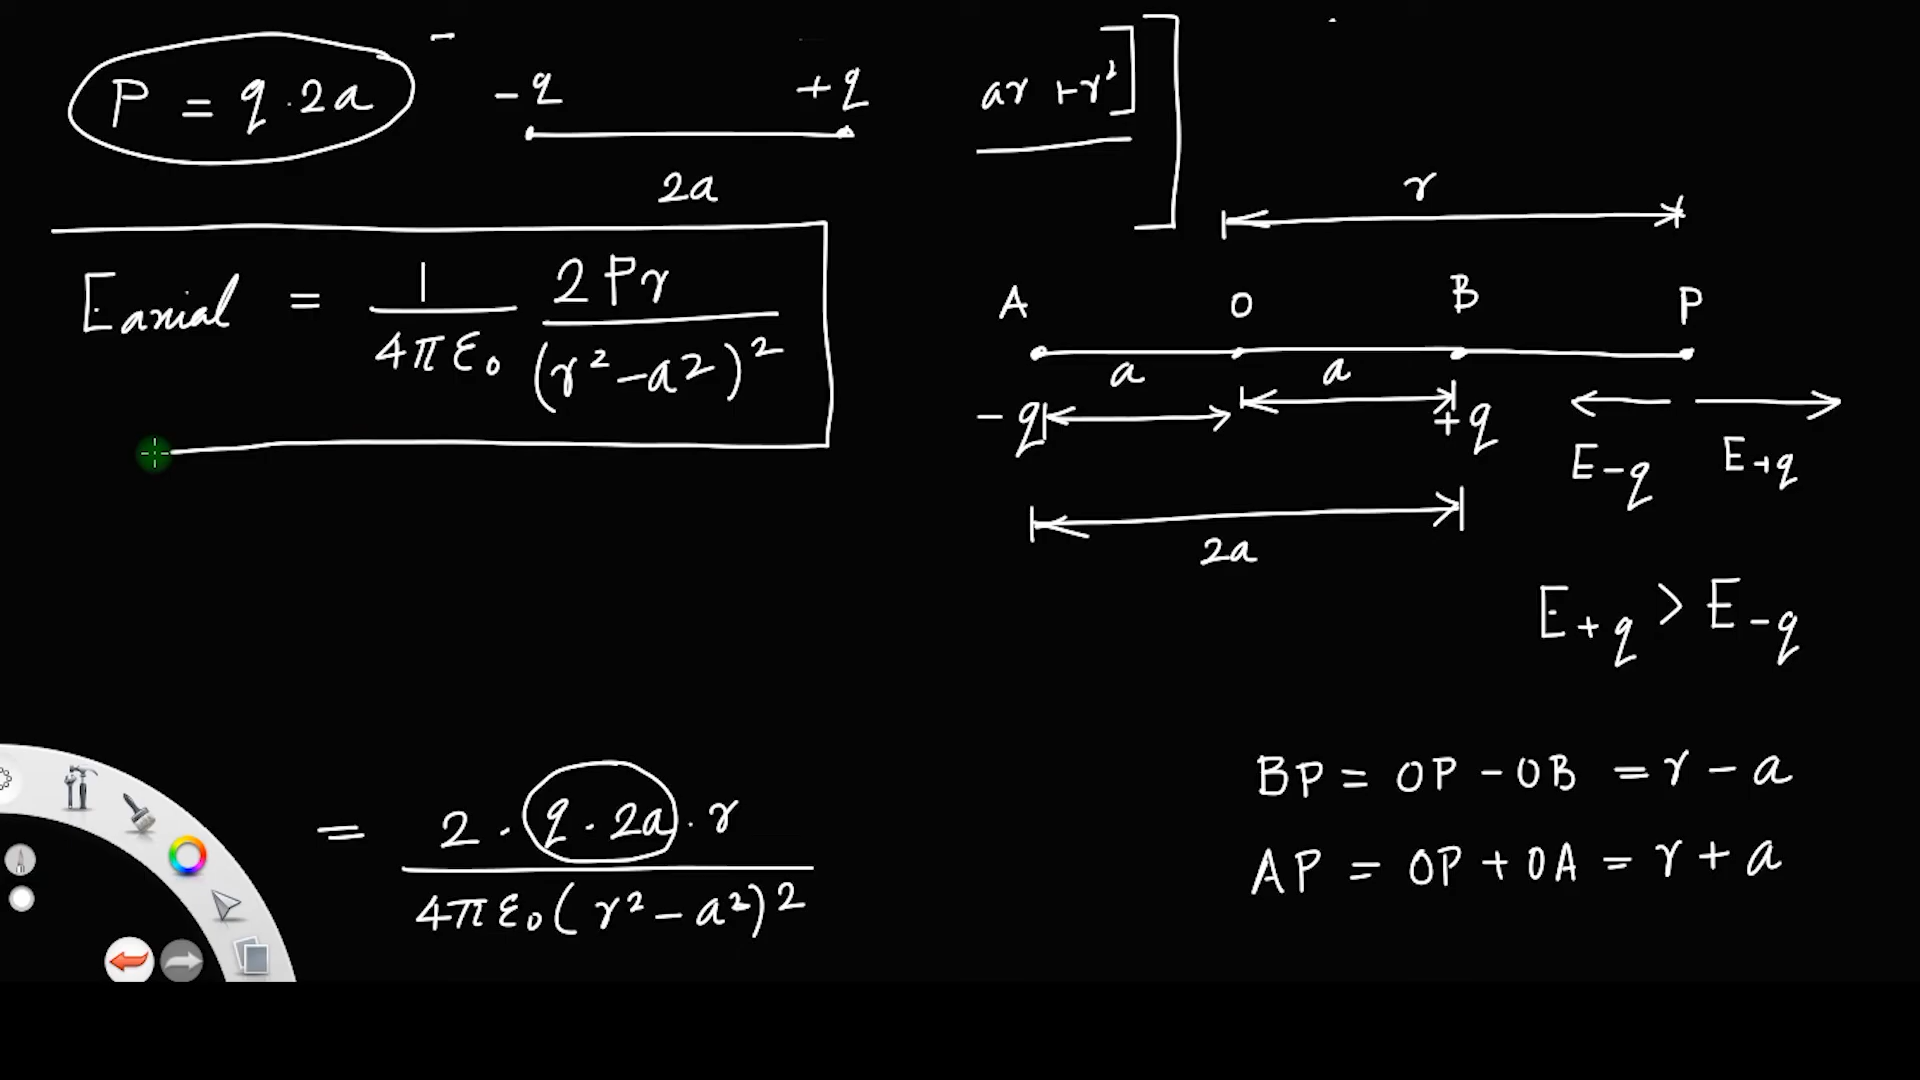 P = q · 2a
-q +q
2a
ar + r²]]
E axial = 1/4πε₀ 2Pr/(r² - a²)²
r
A O B P
a a
-q +q
E-q E+q
2a
E+q > E-q
= 2 · q · 2a · r / 4πε₀(r² - a²)²
BP = OP - OB = r - a
AP = OP + OA = r + a